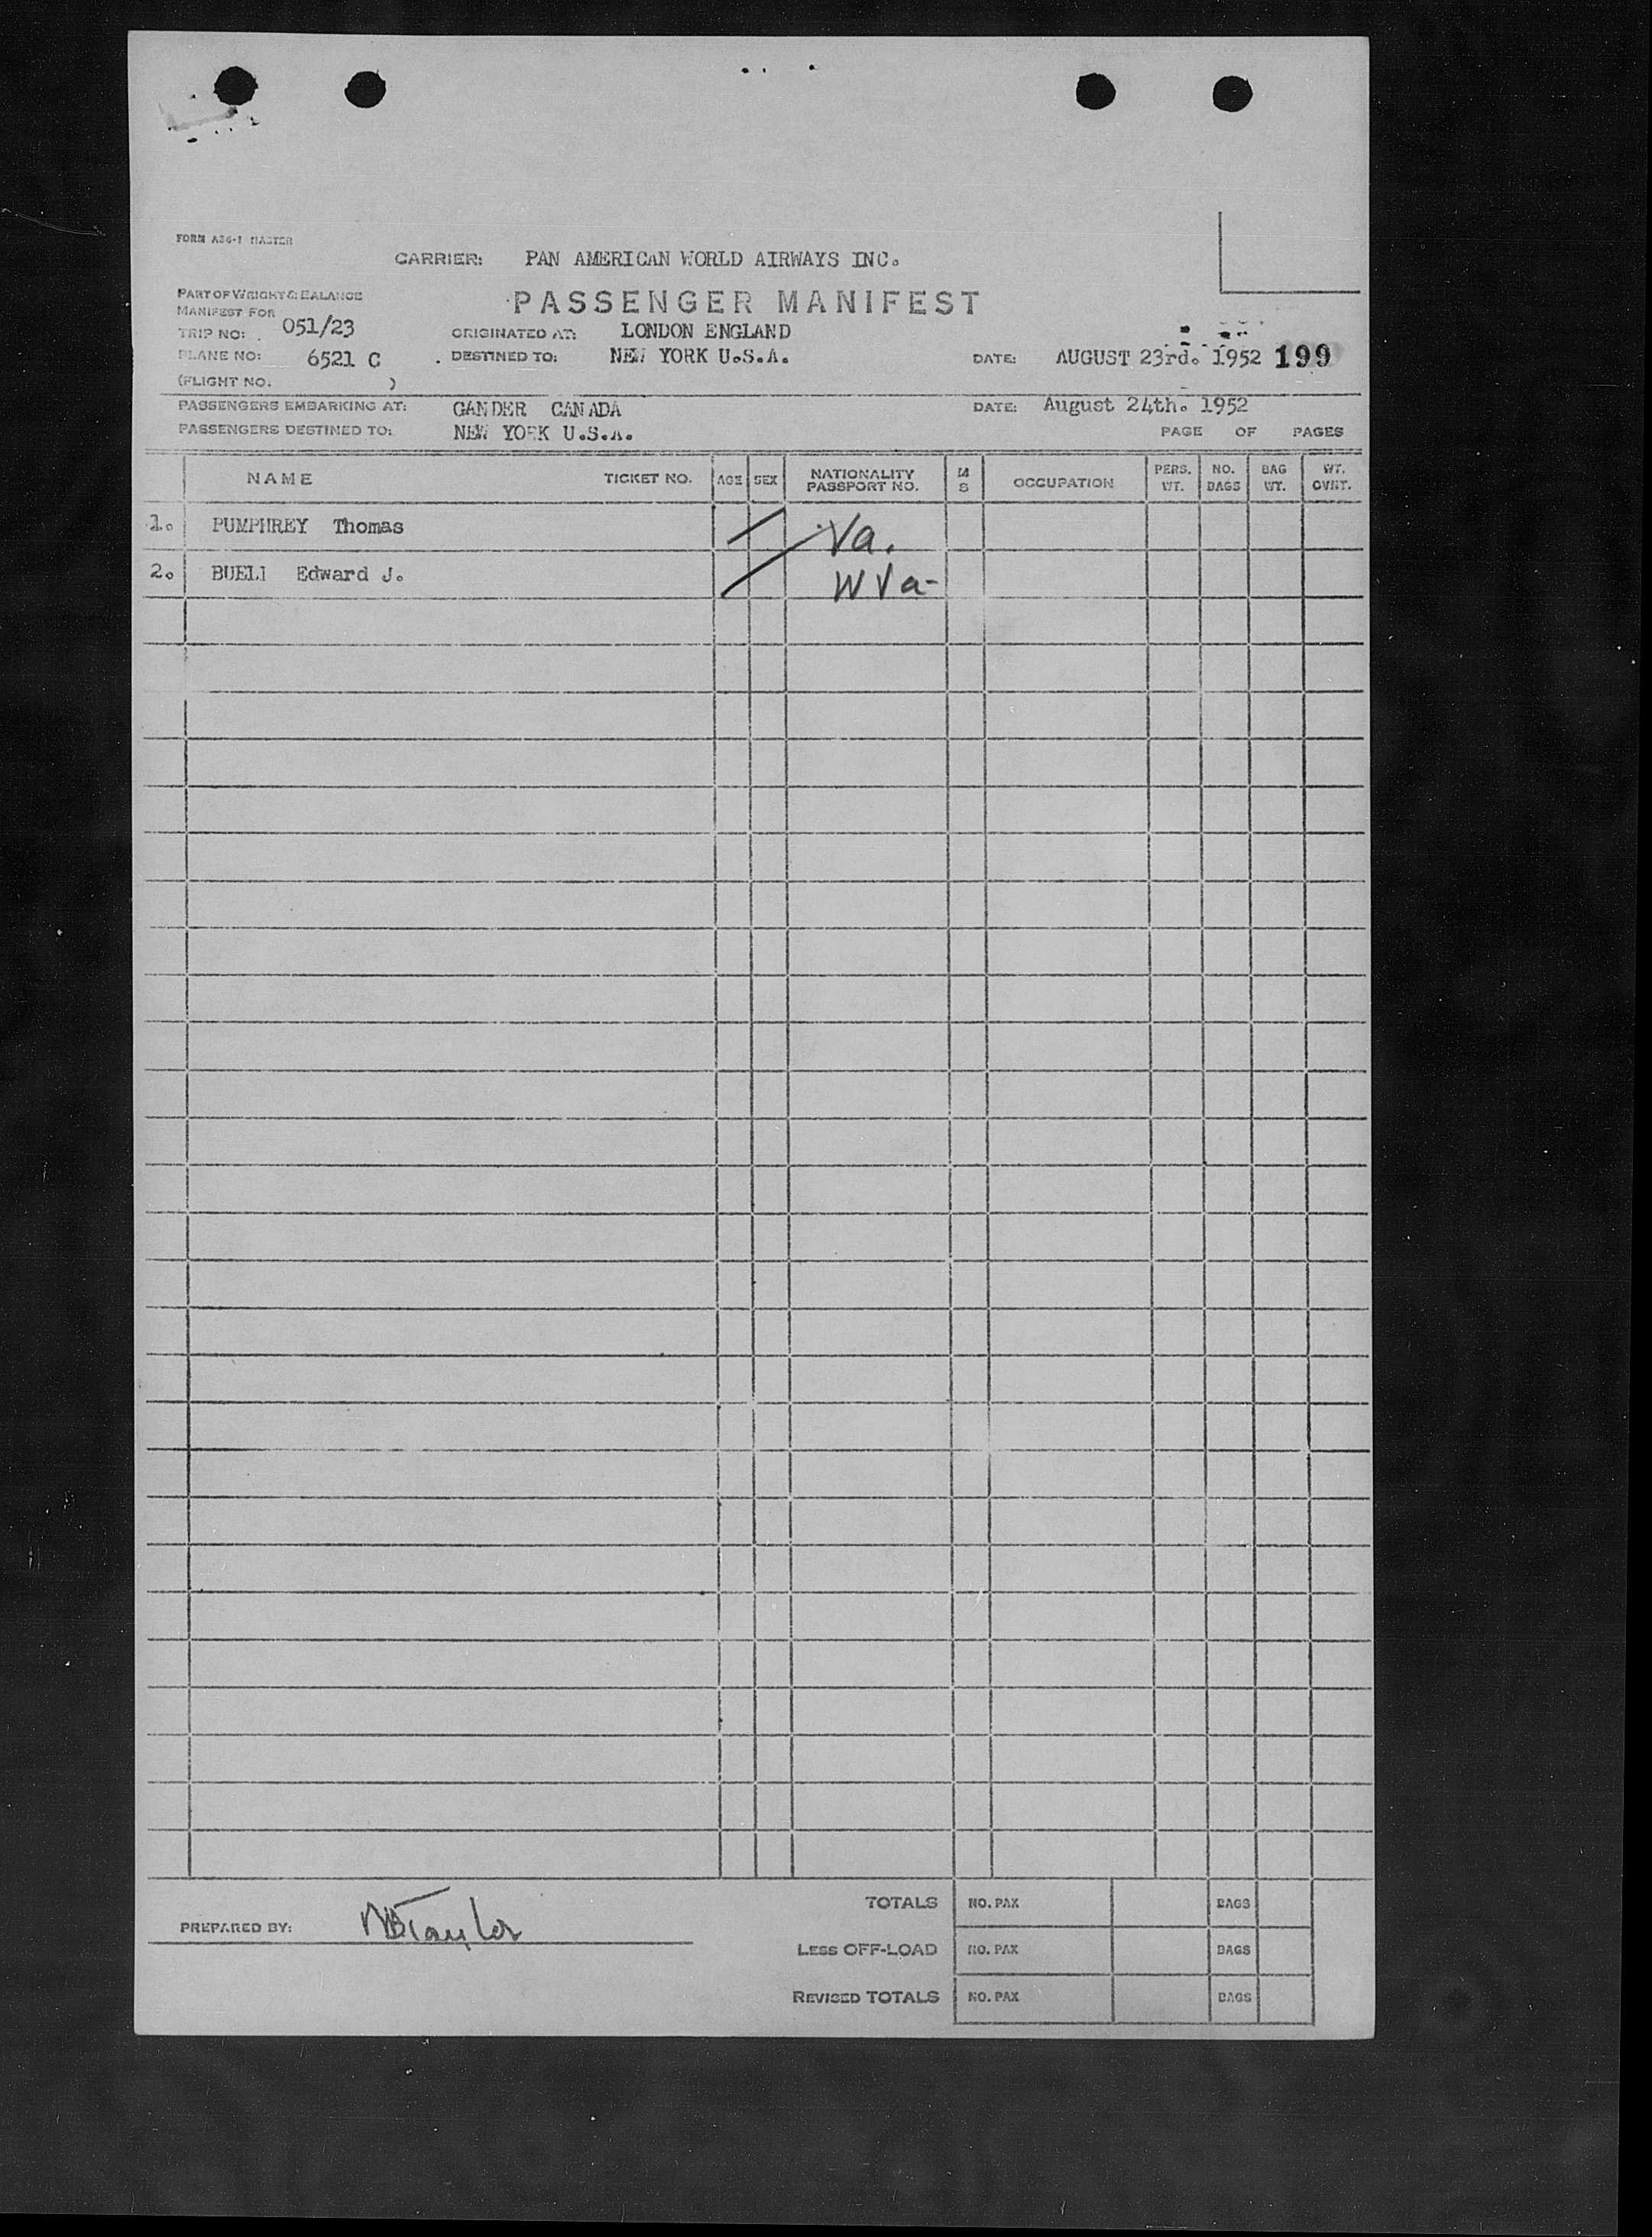 FORM A36-1 MASTER
CARRIER: PAN AMERICAN WORLD AIRWAYS INC.
PART OF WEIGHT & BALANCE
MANIFEST FOR
PASSENGER MANIFEST
TRIP NO: 051/23 ORIGINATED AT: LONDON ENGLAND
PLANE NO: 6521 C DESTINED TO: NEW YORK U.S.A. DATE: AUGUST 23rd. 1952 199
(FLIGHT NO. )
PASSENGERS EMBARKING AT: GANDER CANADA DATE: August 24th. 1952
PASSENGERS DESTINED TO: NEW YORK U.S.A. PAGE OF PAGES
NAME TICKET NO. AGE SEX NATIONALITY PASSPORT NO. M S OCCUPATION PERS. WT. NO. BAGS BAG WT. WT. OVRT.
1. PUMPHREY Thomas Va.
2. BUELL Edward J. W Va-
TOTALS NO. PAX BAGS
PREPARED BY: Taylor
LESS OFF-LOAD NO. PAX BAGS
REVISED TOTALS NO. PAX BAGS